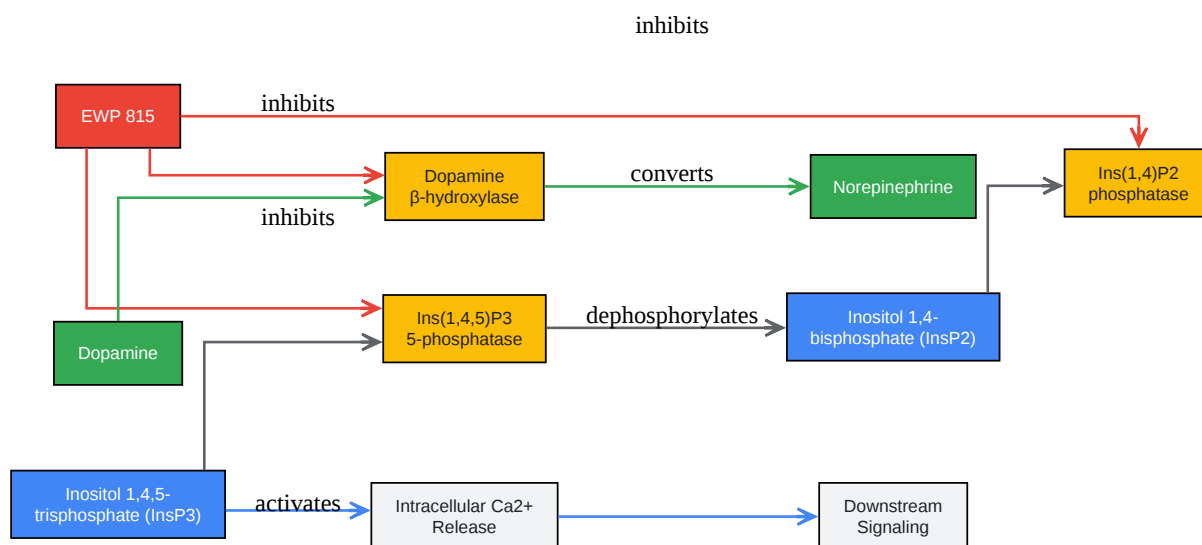 inhibits
EWP 815
inhibits
Dopamine
β-hydroxylase
converts
Norepinephrine
Ins(1,4)P2
phosphatase
inhibits
Dopamine
Ins(1,4,5)P3
5-phosphatase
dephosphorylates
Inositol 1,4-
bisphosphate (InsP2)
Inositol 1,4,5-
trisphosphate (InsP3)
activates
Intracellular Ca2+
Release
Downstream
Signaling